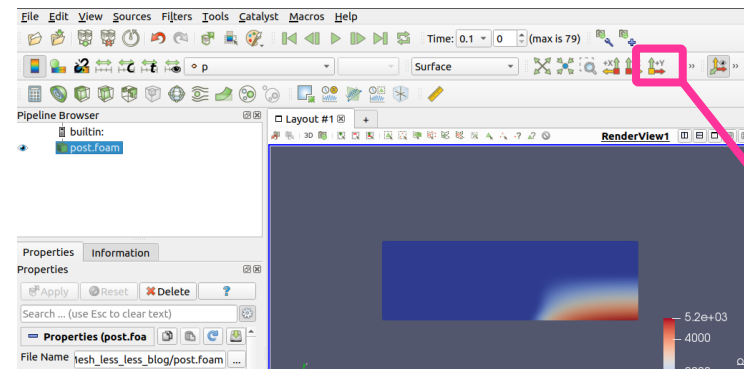 File Edit View Sources Filters Tools Catalyst Macros Help
Time: 0.1 0 (max is 79)
p Surface +X +Y »
Pipeline Browser
Layout #1 +
builtin:
3D
RenderView1
post.foam
Properties Information
Properties
Apply Reset Delete ?
Search ... (use Esc to clear text)
Properties (post.foa
5.2e+03
4000
File Name
lesh_less_less_blog/post.foam ...